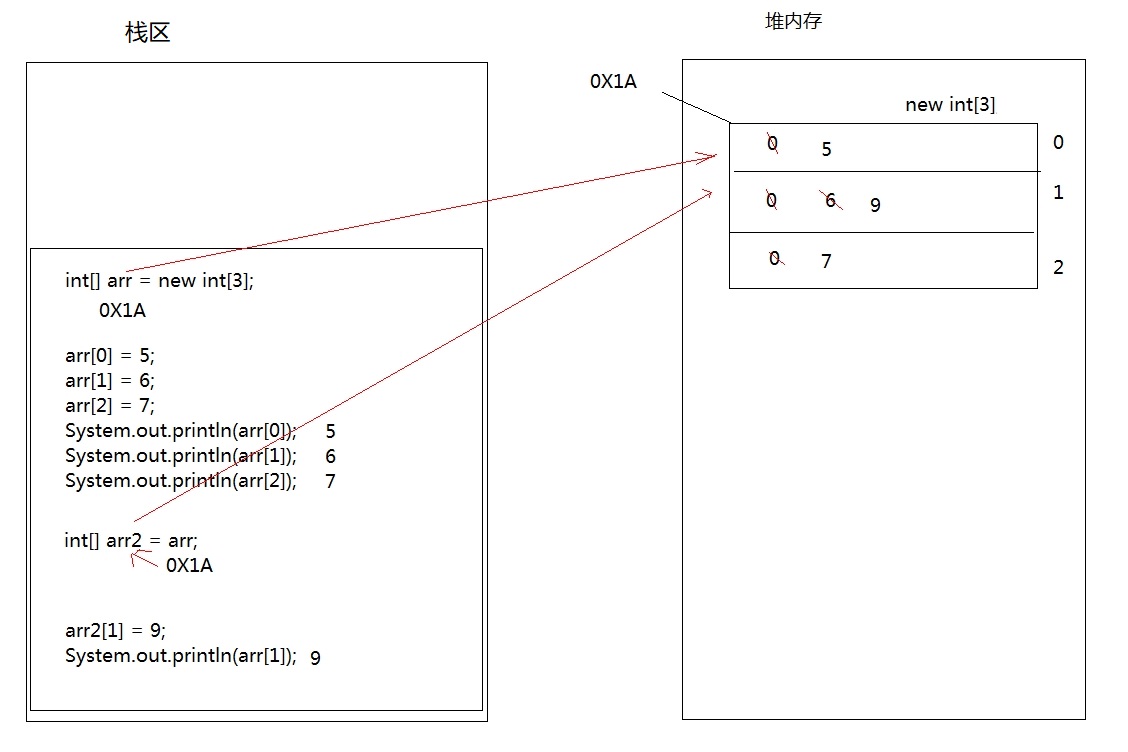 栈区
int[] arr = new int[3];
0X1A
arr[0] = 5;
arr[1] = 6;
arr[2] = 7;
System.out.println(arr[0]); 5
System.out.println(arr[1]); 6
System.out.println(arr[2]); 7
int[] arr2 = arr;
0X1A
arr2[1] = 9;
System.out.println(arr[1]); 9
堆内存
0X1A
new int[3]
0 5 0
0 6 9 1
0 7 2